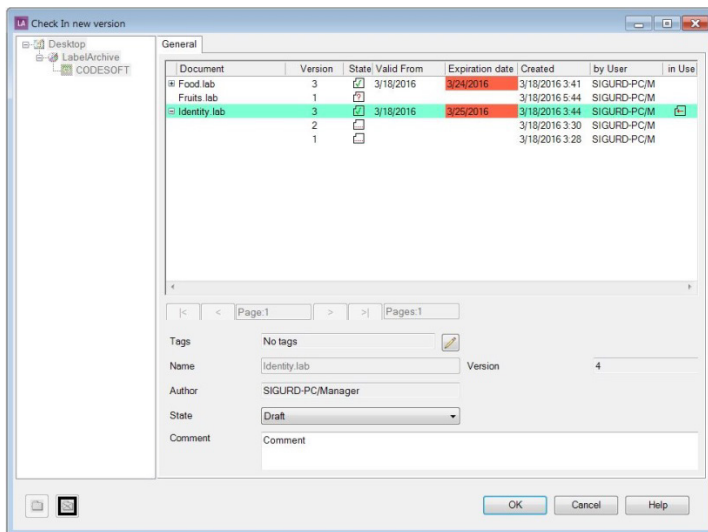 LA Check In new version
Desktop
LabelArchive
CODESOFT
General
Document Version State Valid From Expiration date Created by User in Use
Food.lab 3 3/18/2016 3/24/2016 3/18/2016 3:41 SIGURD-PC/M
Fruits.lab 1 3/18/2016 5:44 SIGURD-PC/M
Identity.lab 3 3/18/2016 3/25/2016 3/18/2016 3:44 SIGURD-PC/M
2 3/18/2016 3:30 SIGURD-PC/M
1 3/18/2016 3:28 SIGURD-PC/M
|< < Page:1 > >| Pages:1
Tags No tags
Name Identity.lab Version 4
Author SIGURD-PC/Manager
State Draft
Comment Comment
OK Cancel Help